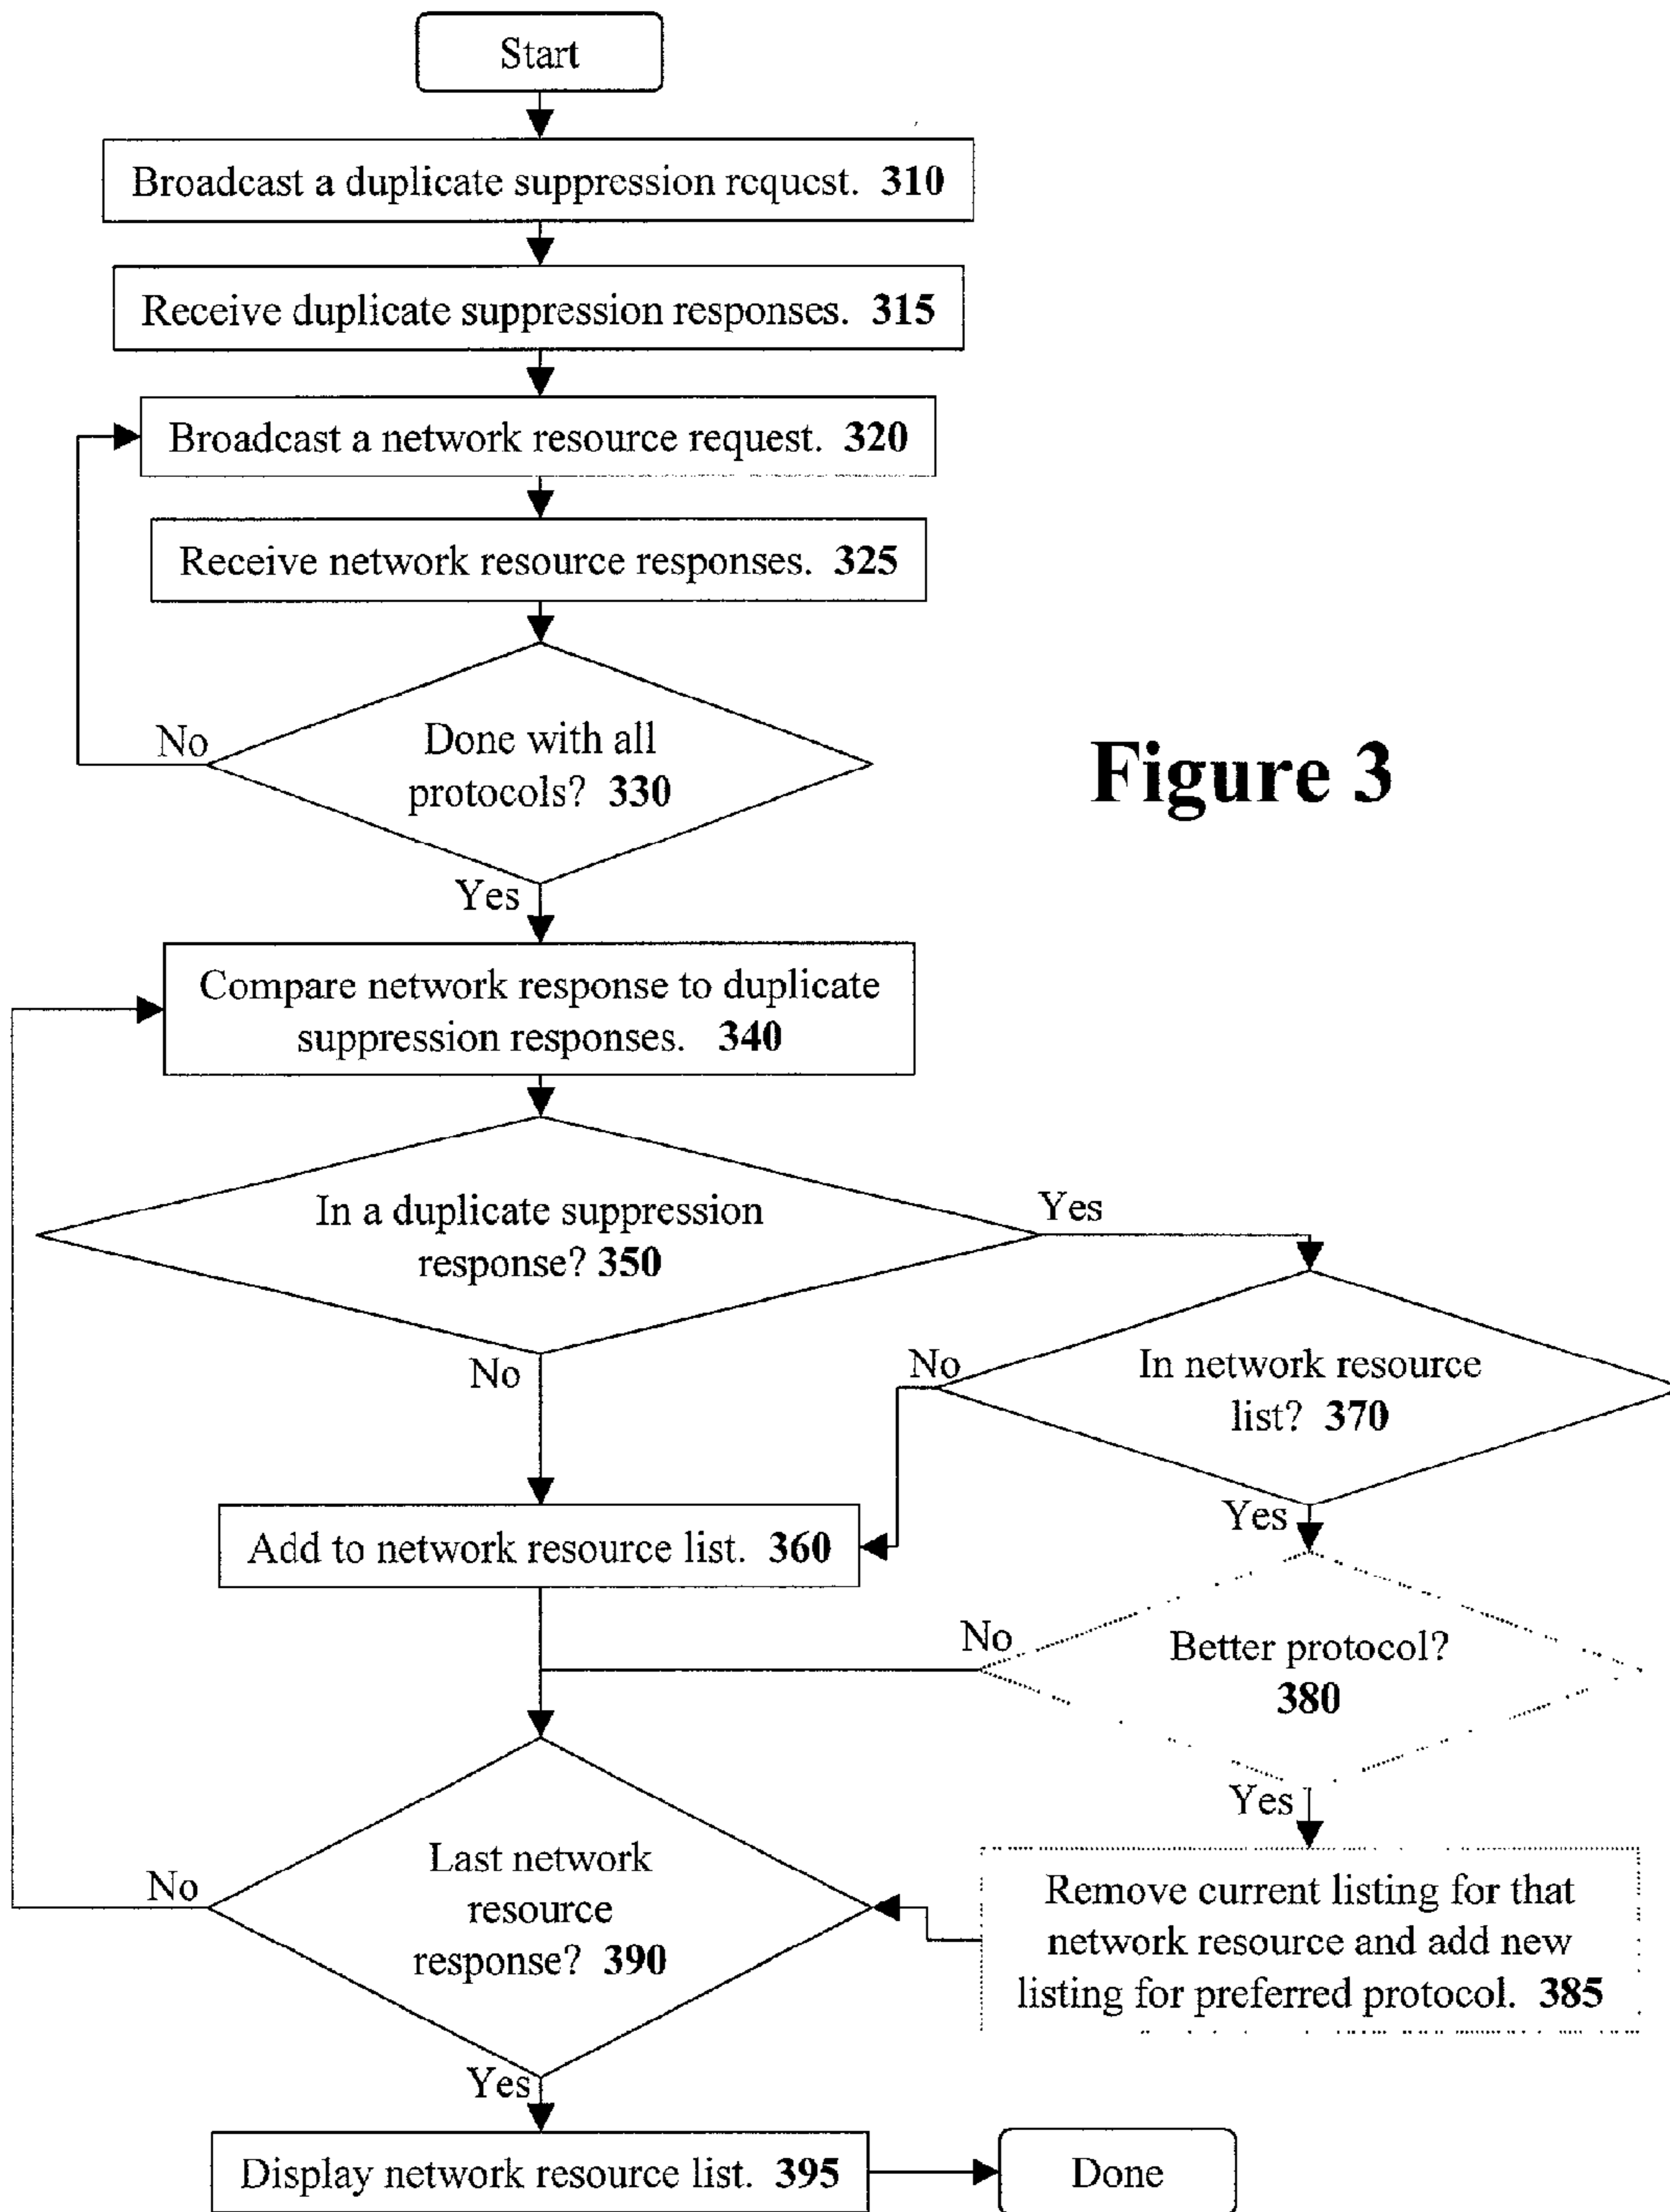 Start
Broadcast a duplicate suppression request. 310
Receive duplicate suppression responses. 315
Broadcast a network resource request. 320
Receive network resource responses. 325
No
Done with all
protocols? 330
Figure 3
Yes
Compare network response to duplicate
suppression responses. 340
In a duplicate suppression
response? 350
Yes
No
No
In network resource
list? 370
Yes
Add to network resource list. 360
No
Better protocol?
380
Yes
No
Last network
resource
response? 390
Remove current listing for that
network resource and add new
listing for preferred protocol. 385
Yes
Display network resource list. 395
Done